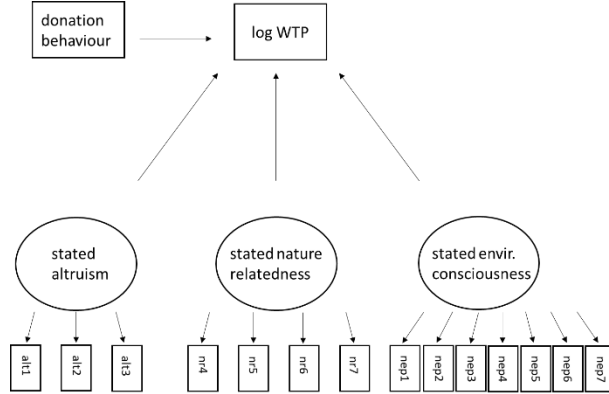 donation
behaviour
log WTP
stated
altruism
stated nature
relatedness
stated envir.
consciousness
alt1
alt2
alt3
nr4
nr5
nr6
nr7
nep1
nep2
nep3
nep4
nep5
nep6
nep7